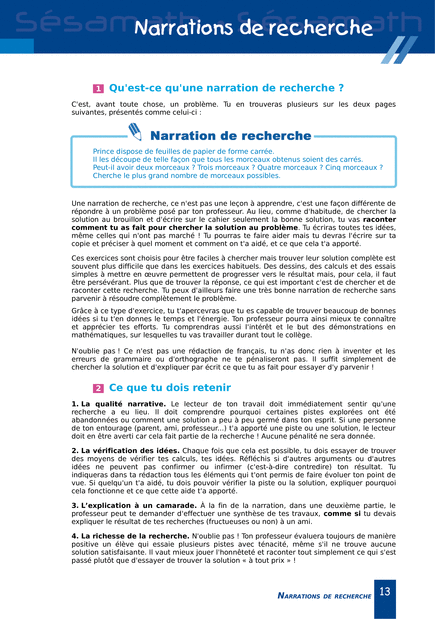 Sésamath
Sésamath
Narrations de recherche
1 Qu'est-ce qu'une narration de recherche ?
C'est, avant toute chose, un problème. Tu en trouveras plusieurs sur les deux pages
suivantes, présentés comme celui-ci :
Narration de recherche
Prince dispose de feuilles de papier de forme carrée.
Il les découpe de telle façon que tous les morceaux obtenus soient des carrés.
Peut-il avoir deux morceaux ? Trois morceaux ? Quatre morceaux ? Cinq morceaux ?
Cherche le plus grand nombre de morceaux possibles.
Une narration de recherche, ce n'est pas une leçon à apprendre, c'est une façon différente de
répondre à un problème posé par ton professeur. Au lieu, comme d'habitude, de chercher la
solution au brouillon et d'écrire sur le cahier seulement la bonne solution, tu vas raconter
comment tu as fait pour chercher la solution au problème. Tu écriras toutes tes idées,
même celles qui n'ont pas marché ! Tu pourras te faire aider mais tu devras l'écrire sur ta
copie et préciser à quel moment et comment on t'a aidé, et ce que cela t'a apporté.
Ces exercices sont choisis pour être faciles à chercher mais trouver leur solution complète est
souvent plus difficile que dans les exercices habituels. Des dessins, des calculs et des essais
simples à mettre en œuvre permettent de progresser vers le résultat mais, pour cela, il faut
être persévérant. Plus que de trouver la réponse, ce qui est important c'est de chercher et de
raconter cette recherche. Tu peux d'ailleurs faire une très bonne narration de recherche sans
parvenir à résoudre complètement le problème.
Grâce à ce type d'exercice, tu t'apercevras que tu es capable de trouver beaucoup de bonnes
idées si tu t'en donnes le temps et l'énergie. Ton professeur pourra ainsi mieux te connaître
et apprécier tes efforts. Tu comprendras aussi l'intérêt et le but des démonstrations en
mathématiques, sur lesquelles tu vas travailler durant tout le collège.
N'oublie pas ! Ce n'est pas une rédaction de français, tu n'as donc rien à inventer et les
erreurs de grammaire ou d'orthographe ne te pénaliseront pas. Il suffit simplement de
chercher la solution et d'expliquer par écrit ce que tu as fait pour essayer d'y parvenir !
2 Ce que tu dois retenir
1. La qualité narrative. Le lecteur de ton travail doit immédiatement sentir qu'une
recherche a eu lieu. Il doit comprendre pourquoi certaines pistes explorées ont été
abandonnées ou comment une solution a peu à peu germé dans ton esprit. Si une personne
de ton entourage (parent, ami, professeur...) t'a apporté une piste ou une solution, le lecteur
doit en être averti car cela fait partie de la recherche ! Aucune pénalité ne sera donnée.
2. La vérification des idées. Chaque fois que cela est possible, tu dois essayer de trouver
des moyens de vérifier tes calculs, tes idées. Réfléchis si d'autres arguments ou d'autres
idées ne peuvent pas confirmer ou infirmer (c'est-à-dire contredire) ton résultat. Tu
indiqueras dans ta rédaction tous les éléments qui t'ont permis de faire évoluer ton point de
vue. Si quelqu'un t'a aidé, tu dois pouvoir vérifier la piste ou la solution, expliquer pourquoi
cela fonctionne et ce que cette aide t'a apporté.
3. L'explication à un camarade. À la fin de la narration, dans une deuxième partie, le
professeur peut te demander d'effectuer une synthèse de tes travaux, comme si tu devais
expliquer le résultat de tes recherches (fructueuses ou non) à un ami.
4. La richesse de la recherche. N'oublie pas ! Ton professeur évaluera toujours de manière
positive un élève qui essaie plusieurs pistes avec ténacité, même s'il ne trouve aucune
solution satisfaisante. Il vaut mieux jouer l'honnêteté et raconter tout simplement ce qui s'est
passé plutôt que d'essayer de trouver la solution « à tout prix » !
NARRATIONS DE RECHERCHE 13